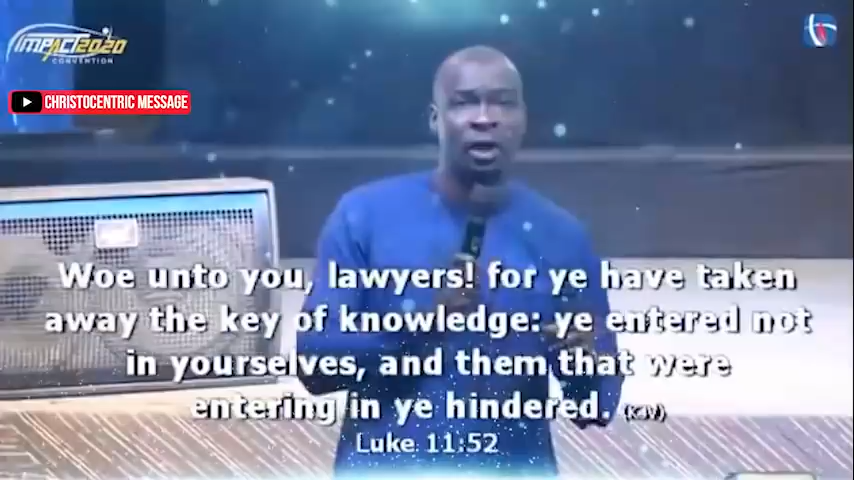 IMPACT2020
CONVENTION
CHRISTOCENTRIC MESSAGE
Woe unto you, lawyers! for ye have taken
away the key of knowledge: ye entered not
in yourselves, and them that were
entering in ye hindered. (KJV)
Luke 11:52